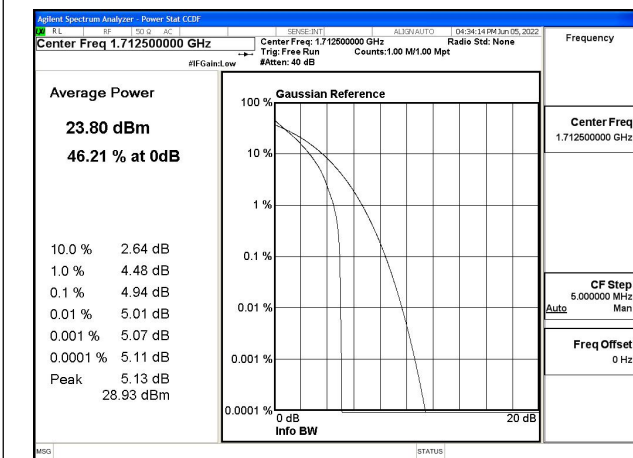 Agilent Spectrum Analyzer - Power Stat CCDF
LXI RL RF 50 Ω AC SENSE:INT ALIGN AUTO 04:34:14 PM Jun 05, 2022
Center Freq 1.712500000 GHz
Center Freq: 1.712500000 GHz Radio Std: None
Trig: Free Run Counts:1.00 M/1.00 Mpt
#IFGain:Low #Atten: 40 dB
Frequency
Average Power
23.80 dBm
46.21 % at 0dB
10.0 % 2.64 dB
1.0 % 4.48 dB
0.1 % 4.94 dB
0.01 % 5.01 dB
0.001 % 5.07 dB
0.0001 % 5.11 dB
Peak 5.13 dB
28.93 dBm
Gaussian Reference
100 %
10 %
1 %
0.1 %
0.01 %
0.001 %
0.0001 %
0 dB 20 dB
Info BW
Center Freq
1.712500000 GHz
CF Step
5.000000 MHz
Auto Man
Freq Offset
0 Hz
MSG STATUS